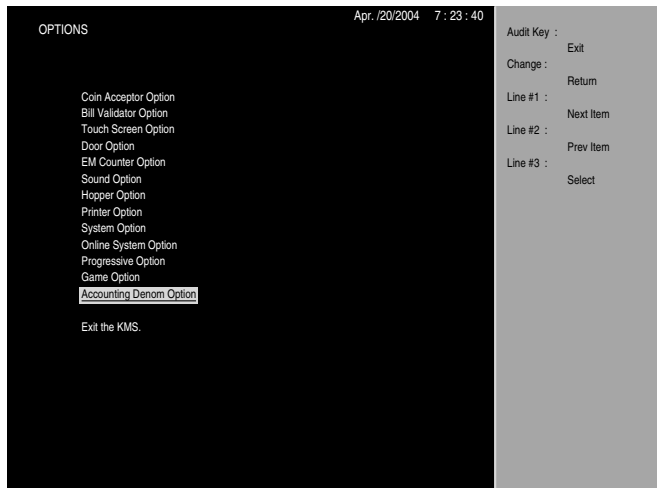 Apr. /20/2004 7 : 23 : 40
OPTIONS
Coin Acceptor Option
Bill Validator Option
Touch Screen Option
Door Option
EM Counter Option
Sound Option
Hopper Option
Printer Option
System Option
Online System Option
Progressive Option
Game Option
Accounting Denom Option
Exit the KMS.
Audit Key :
Exit
Change :
Return
Line #1 :
Next Item
Line #2 :
Prev Item
Line #3 :
Select